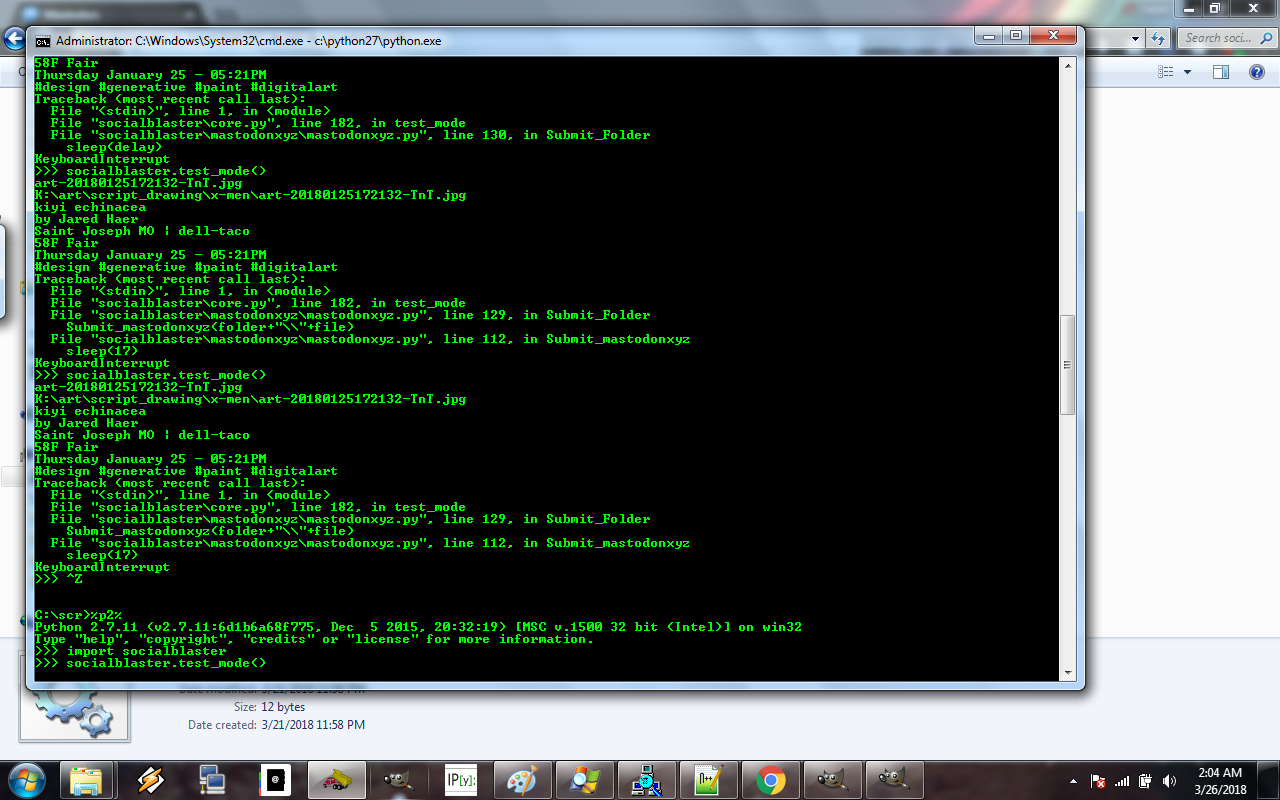 Administrator: C:\Windows\System32\cmd.exe - c:\python27\python.exe
Search soci...
58F Fair
Thursday January 25 - 05:21PM
#design #generative #paint #digitalart
Traceback (most recent call last):
  File "<stdin>", line 1, in <module>
  File "socialblaster\core.py", line 182, in test_mode
  File "socialblaster\mastodonxyz\mastodonxyz.py", line 130, in Submit_Folder
    sleep(delay)
KeyboardInterrupt
>>> socialblaster.test_mode()
art-20180125172132-TnT.jpg
K:\art\script_drawing\x-men\art-20180125172132-TnT.jpg
kiyi echinacea
by Jared Haer
Saint Joseph MO | dell-taco
58F Fair
Thursday January 25 - 05:21PM
#design #generative #paint #digitalart
Traceback (most recent call last):
  File "<stdin>", line 1, in <module>
  File "socialblaster\core.py", line 182, in test_mode
  File "socialblaster\mastodonxyz\mastodonxyz.py", line 129, in Submit_Folder
    Submit_mastodonxyz(folder+"\\"+file)
  File "socialblaster\mastodonxyz\mastodonxyz.py", line 112, in Submit_mastodonxyz
    sleep(17)
KeyboardInterrupt
>>> socialblaster.test_mode()
art-20180125172132-TnT.jpg
K:\art\script_drawing\x-men\art-20180125172132-TnT.jpg
kiyi echinacea
by Jared Haer
Saint Joseph MO | dell-taco
58F Fair
Thursday January 25 - 05:21PM
#design #generative #paint #digitalart
Traceback (most recent call last):
  File "<stdin>", line 1, in <module>
  File "socialblaster\core.py", line 182, in test_mode
  File "socialblaster\mastodonxyz\mastodonxyz.py", line 129, in Submit_Folder
    Submit_mastodonxyz(folder+"\\"+file)
  File "socialblaster\mastodonxyz\mastodonxyz.py", line 112, in Submit_mastodonxyz
    sleep(17)
KeyboardInterrupt
>>> ^Z
C:\scr>%p2%
Python 2.7.11 (v2.7.11:6d1b6a68f775, Dec  5 2015, 20:32:19) [MSC v.1500 32 bit (Intel)] on win32
Type "help", "copyright", "credits" or "license" for more information.
>>> import socialblaster
>>> socialblaster.test_mode()
Size: 12 bytes
Date created: 3/21/2018 11:58 PM
IP[y]:
2:04 AM
3/26/2018